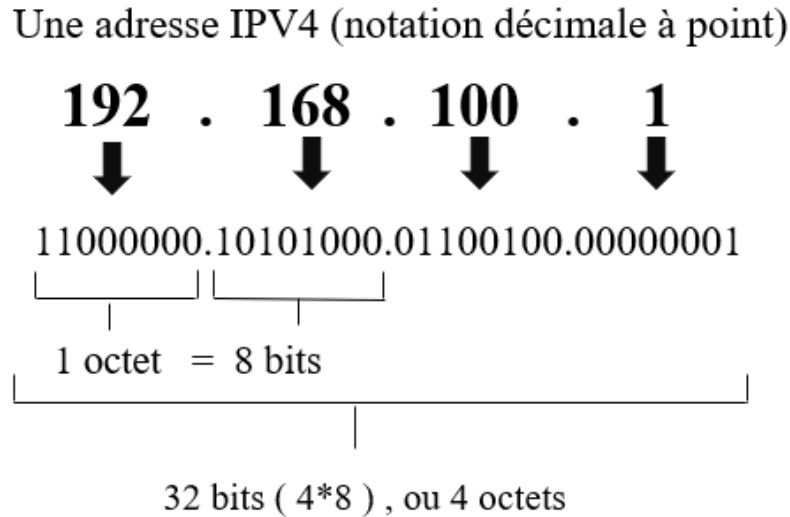 Une adresse IPV4 (notation décimale à point)
192 . 168 . 100 . 1
11000000.10101000.01100100.00000001
1 octet = 8 bits
32 bits ( 4*8 ) , ou 4 octets